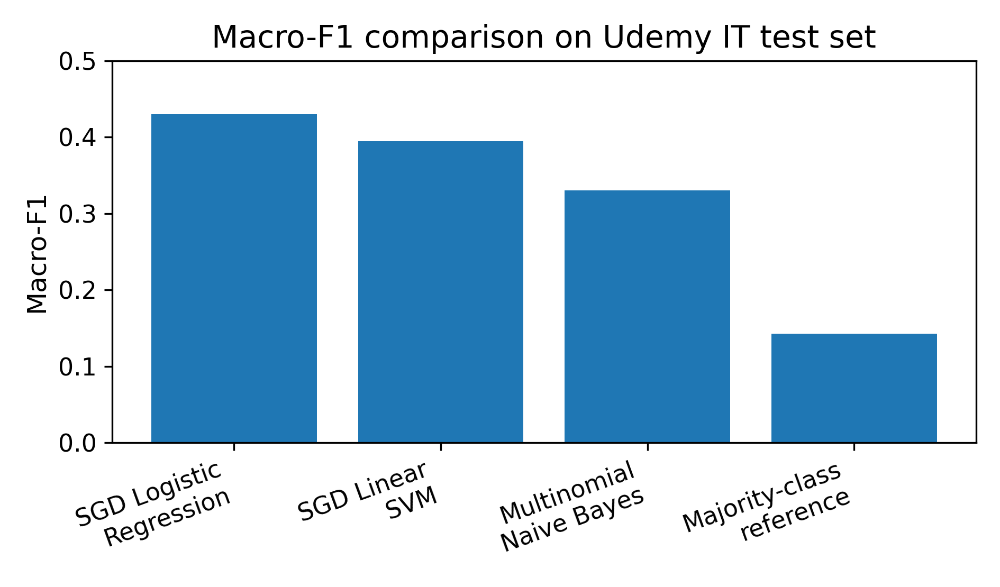 Macro-F1 comparison on Udemy IT test set
Macro-F1
0.5
0.4
0.3
0.2
0.1
0.0
SGD Logistic
Regression
SGD Linear
SVM
Multinomial
Naive Bayes
Majority-class
reference